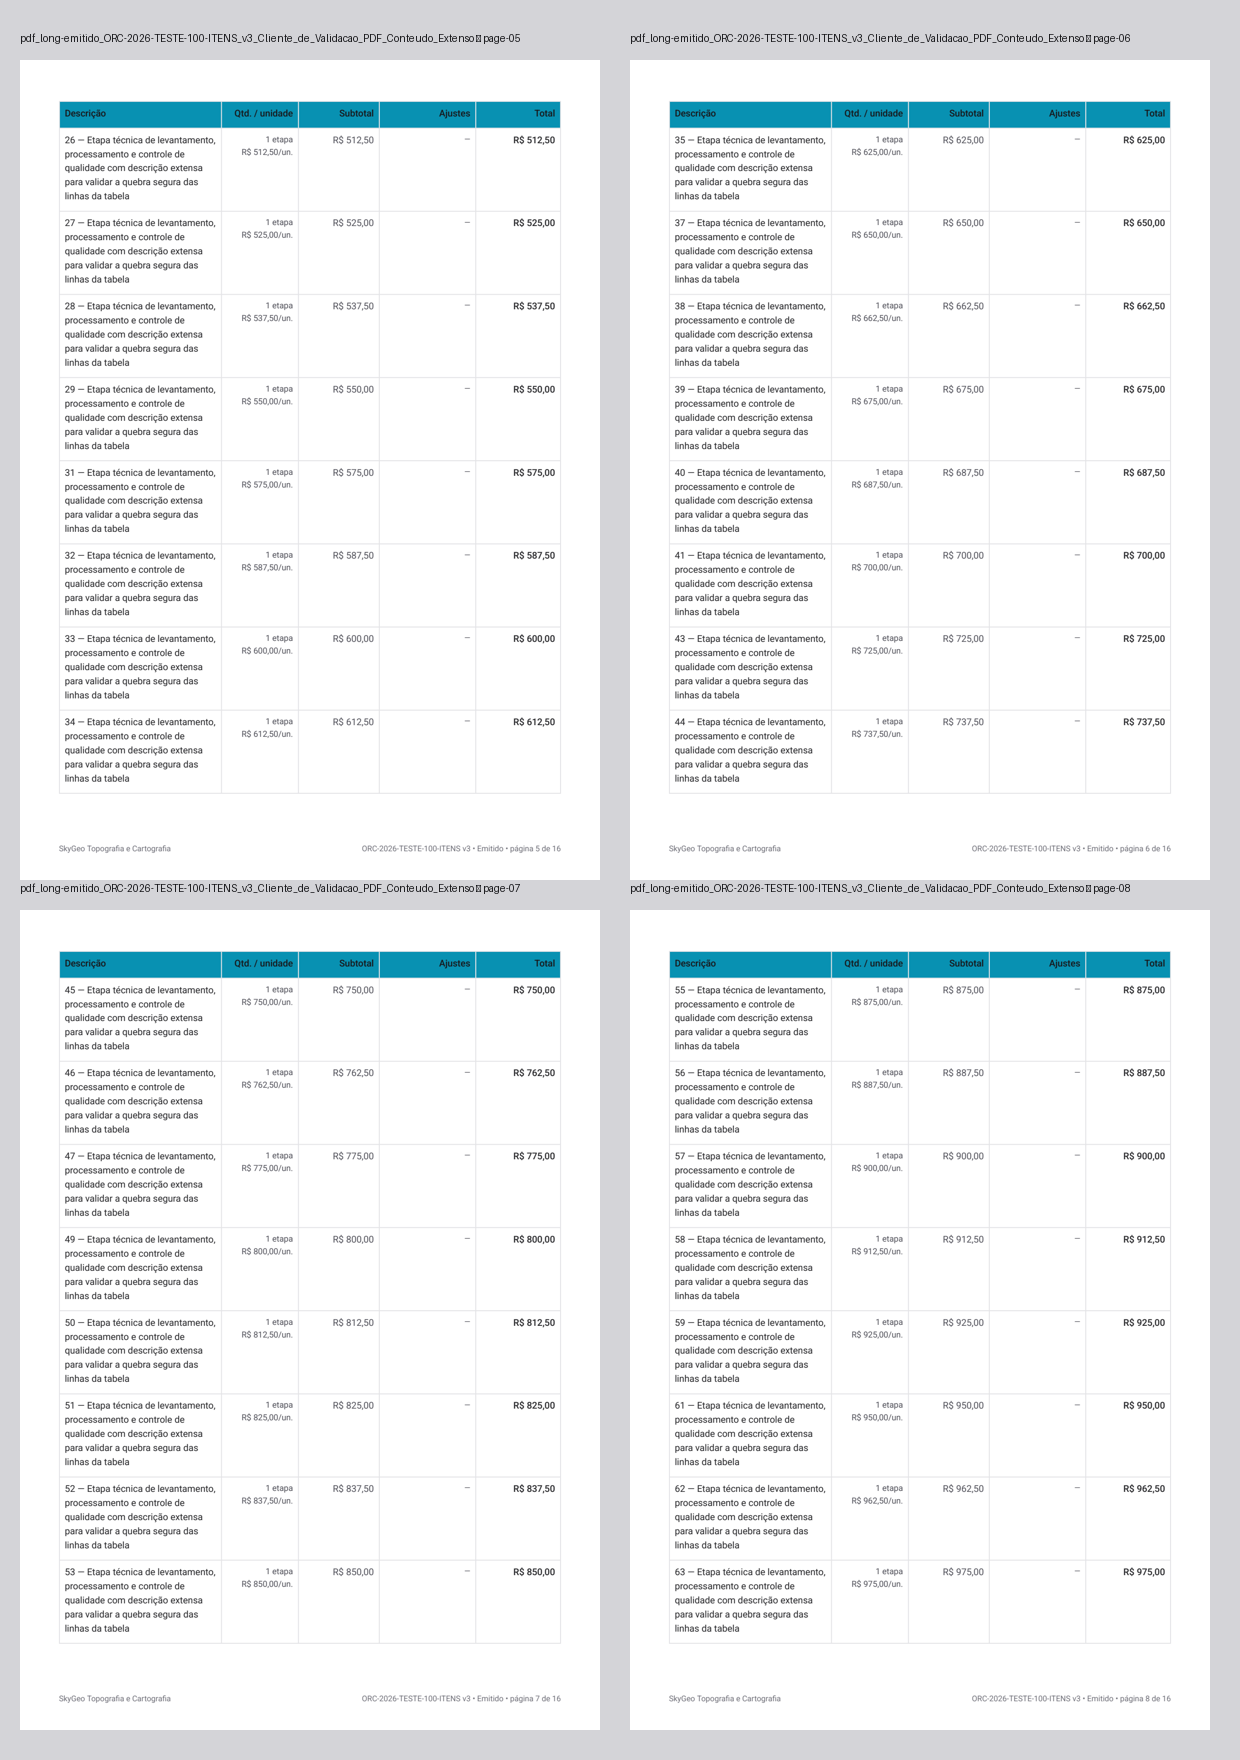 pdf_long-emitido_ORC-2026-TESTE-100-ITENS_v3_Cliente_de_Validacao_PDF_Conteudo_Extenso page-05
Descrição Qtd. / unidade Subtotal Ajustes Total
26 — Etapa técnica de levantamento, 1 etapa R$ 512,50 — R$ 512,50
processamento e controle de R$ 512,50/un.
qualidade com descrição extensa
para validar a quebra segura das
linhas da tabela
27 — Etapa técnica de levantamento, 1 etapa R$ 525,00 — R$ 525,00
processamento e controle de R$ 525,00/un.
qualidade com descrição extensa
para validar a quebra segura das
linhas da tabela
28 — Etapa técnica de levantamento, 1 etapa R$ 537,50 — R$ 537,50
processamento e controle de R$ 537,50/un.
qualidade com descrição extensa
para validar a quebra segura das
linhas da tabela
29 — Etapa técnica de levantamento, 1 etapa R$ 550,00 — R$ 550,00
processamento e controle de R$ 550,00/un.
qualidade com descrição extensa
para validar a quebra segura das
linhas da tabela
31 — Etapa técnica de levantamento, 1 etapa R$ 575,00 — R$ 575,00
processamento e controle de R$ 575,00/un.
qualidade com descrição extensa
para validar a quebra segura das
linhas da tabela
32 — Etapa técnica de levantamento, 1 etapa R$ 587,50 — R$ 587,50
processamento e controle de R$ 587,50/un.
qualidade com descrição extensa
para validar a quebra segura das
linhas da tabela
33 — Etapa técnica de levantamento, 1 etapa R$ 600,00 — R$ 600,00
processamento e controle de R$ 600,00/un.
qualidade com descrição extensa
para validar a quebra segura das
linhas da tabela
34 — Etapa técnica de levantamento, 1 etapa R$ 612,50 — R$ 612,50
processamento e controle de R$ 612,50/un.
qualidade com descrição extensa
para validar a quebra segura das
linhas da tabela
SkyGeo Topografia e Cartografia ORC-2026-TESTE-100-ITENS v3 • Emitido • página 5 de 16
pdf_long-emitido_ORC-2026-TESTE-100-ITENS_v3_Cliente_de_Validacao_PDF_Conteudo_Extenso page-06
Descrição Qtd. / unidade Subtotal Ajustes Total
35 — Etapa técnica de levantamento, 1 etapa R$ 625,00 — R$ 625,00
processamento e controle de R$ 625,00/un.
qualidade com descrição extensa
para validar a quebra segura das
linhas da tabela
37 — Etapa técnica de levantamento, 1 etapa R$ 650,00 — R$ 650,00
processamento e controle de R$ 650,00/un.
qualidade com descrição extensa
para validar a quebra segura das
linhas da tabela
38 — Etapa técnica de levantamento, 1 etapa R$ 662,50 — R$ 662,50
processamento e controle de R$ 662,50/un.
qualidade com descrição extensa
para validar a quebra segura das
linhas da tabela
39 — Etapa técnica de levantamento, 1 etapa R$ 675,00 — R$ 675,00
processamento e controle de R$ 675,00/un.
qualidade com descrição extensa
para validar a quebra segura das
linhas da tabela
40 — Etapa técnica de levantamento, 1 etapa R$ 687,50 — R$ 687,50
processamento e controle de R$ 687,50/un.
qualidade com descrição extensa
para validar a quebra segura das
linhas da tabela
41 — Etapa técnica de levantamento, 1 etapa R$ 700,00 — R$ 700,00
processamento e controle de R$ 700,00/un.
qualidade com descrição extensa
para validar a quebra segura das
linhas da tabela
43 — Etapa técnica de levantamento, 1 etapa R$ 725,00 — R$ 725,00
processamento e controle de R$ 725,00/un.
qualidade com descrição extensa
para validar a quebra segura das
linhas da tabela
44 — Etapa técnica de levantamento, 1 etapa R$ 737,50 — R$ 737,50
processamento e controle de R$ 737,50/un.
qualidade com descrição extensa
para validar a quebra segura das
linhas da tabela
SkyGeo Topografia e Cartografia ORC-2026-TESTE-100-ITENS v3 • Emitido • página 6 de 16
pdf_long-emitido_ORC-2026-TESTE-100-ITENS_v3_Cliente_de_Validacao_PDF_Conteudo_Extenso page-07
Descrição Qtd. / unidade Subtotal Ajustes Total
45 — Etapa técnica de levantamento, 1 etapa R$ 750,00 — R$ 750,00
processamento e controle de R$ 750,00/un.
qualidade com descrição extensa
para validar a quebra segura das
linhas da tabela
46 — Etapa técnica de levantamento, 1 etapa R$ 762,50 — R$ 762,50
processamento e controle de R$ 762,50/un.
qualidade com descrição extensa
para validar a quebra segura das
linhas da tabela
47 — Etapa técnica de levantamento, 1 etapa R$ 775,00 — R$ 775,00
processamento e controle de R$ 775,00/un.
qualidade com descrição extensa
para validar a quebra segura das
linhas da tabela
49 — Etapa técnica de levantamento, 1 etapa R$ 800,00 — R$ 800,00
processamento e controle de R$ 800,00/un.
qualidade com descrição extensa
para validar a quebra segura das
linhas da tabela
50 — Etapa técnica de levantamento, 1 etapa R$ 812,50 — R$ 812,50
processamento e controle de R$ 812,50/un.
qualidade com descrição extensa
para validar a quebra segura das
linhas da tabela
51 — Etapa técnica de levantamento, 1 etapa R$ 825,00 — R$ 825,00
processamento e controle de R$ 825,00/un.
qualidade com descrição extensa
para validar a quebra segura das
linhas da tabela
52 — Etapa técnica de levantamento, 1 etapa R$ 837,50 — R$ 837,50
processamento e controle de R$ 837,50/un.
qualidade com descrição extensa
para validar a quebra segura das
linhas da tabela
53 — Etapa técnica de levantamento, 1 etapa R$ 850,00 — R$ 850,00
processamento e controle de R$ 850,00/un.
qualidade com descrição extensa
para validar a quebra segura das
linhas da tabela
SkyGeo Topografia e Cartografia ORC-2026-TESTE-100-ITENS v3 • Emitido • página 7 de 16
pdf_long-emitido_ORC-2026-TESTE-100-ITENS_v3_Cliente_de_Validacao_PDF_Conteudo_Extenso page-08
Descrição Qtd. / unidade Subtotal Ajustes Total
55 — Etapa técnica de levantamento, 1 etapa R$ 875,00 — R$ 875,00
processamento e controle de R$ 875,00/un.
qualidade com descrição extensa
para validar a quebra segura das
linhas da tabela
56 — Etapa técnica de levantamento, 1 etapa R$ 887,50 — R$ 887,50
processamento e controle de R$ 887,50/un.
qualidade com descrição extensa
para validar a quebra segura das
linhas da tabela
57 — Etapa técnica de levantamento, 1 etapa R$ 900,00 — R$ 900,00
processamento e controle de R$ 900,00/un.
qualidade com descrição extensa
para validar a quebra segura das
linhas da tabela
58 — Etapa técnica de levantamento, 1 etapa R$ 912,50 — R$ 912,50
processamento e controle de R$ 912,50/un.
qualidade com descrição extensa
para validar a quebra segura das
linhas da tabela
59 — Etapa técnica de levantamento, 1 etapa R$ 925,00 — R$ 925,00
processamento e controle de R$ 925,00/un.
qualidade com descrição extensa
para validar a quebra segura das
linhas da tabela
61 — Etapa técnica de levantamento, 1 etapa R$ 950,00 — R$ 950,00
processamento e controle de R$ 950,00/un.
qualidade com descrição extensa
para validar a quebra segura das
linhas da tabela
62 — Etapa técnica de levantamento, 1 etapa R$ 962,50 — R$ 962,50
processamento e controle de R$ 962,50/un.
qualidade com descrição extensa
para validar a quebra segura das
linhas da tabela
63 — Etapa técnica de levantamento, 1 etapa R$ 975,00 — R$ 975,00
processamento e controle de R$ 975,00/un.
qualidade com descrição extensa
para validar a quebra segura das
linhas da tabela
SkyGeo Topografia e Cartografia ORC-2026-TESTE-100-ITENS v3 • Emitido • página 8 de 16